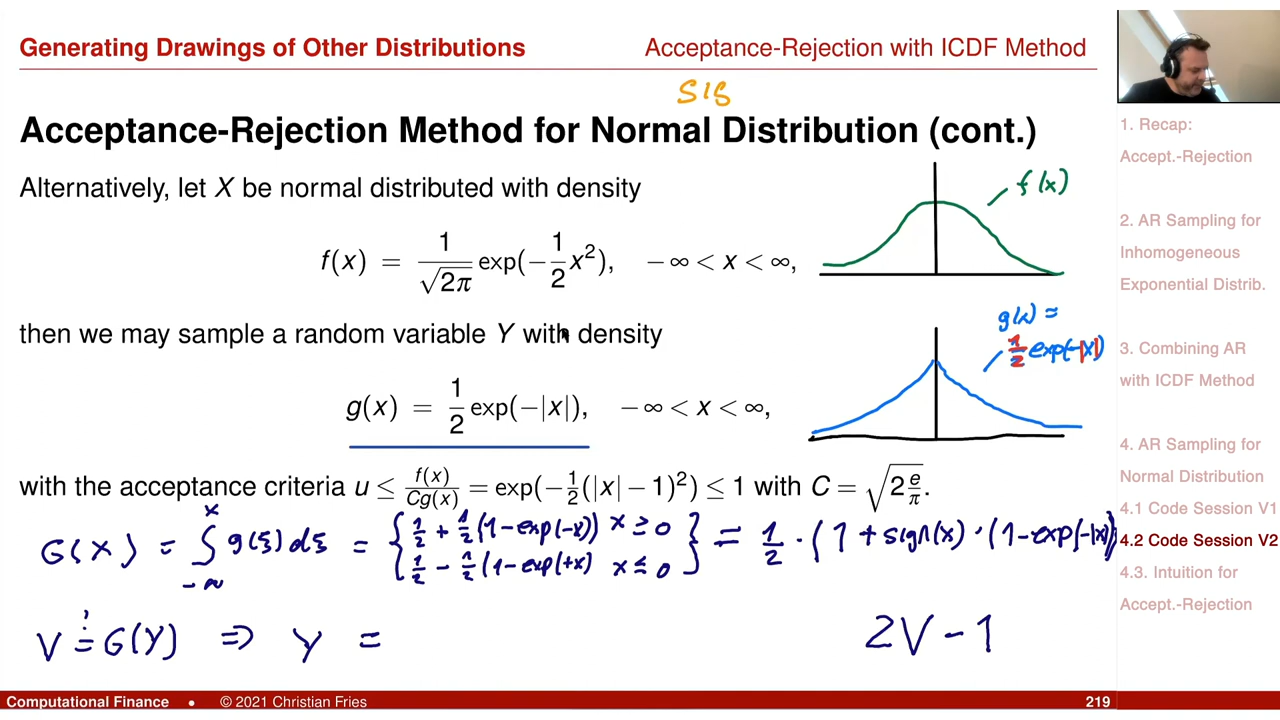 Generating Drawings of Other Distributions
Acceptance-Rejection with ICDF Method
SIG
Acceptance-Rejection Method for Normal Distribution (cont.)
Alternatively, let X be normal distributed with density
f(x) = 1/√2π exp(−1/2 x²), −∞ < x < ∞,
f(x)
then we may sample a random variable Y with density
g(x) = 1/2 exp(−|x|)
g(x) = 1/2 exp(−|x|), −∞ < x < ∞,
with the acceptance criteria u ≤ f(x)/Cg(x) = exp(−1/2(|x| − 1)²) ≤ 1 with C = √2 e/π.
G(x) = ∫_{-∞}^{x} g(ξ) dξ = { 1/2 + 1/2 (1 − exp(−x)) x ≥ 0 } = 1/2 · (1 + sign(x) · (1 − exp(−|x|))
{ 1/2 − 1/2 (1 − exp(+x) x ≤ 0 }
V != G(Y) ⇒ Y = 2V − 1
Computational Finance • © 2021 Christian Fries 219
1. Recap:
Accept.-Rejection
2. AR Sampling for
Inhomogeneous
Exponential Distrib.
3. Combining AR
with ICDF Method
4. AR Sampling for
Normal Distribution
4.1 Code Session V1
4.2 Code Session V2
4.3. Intuition for
Accept.-Rejection